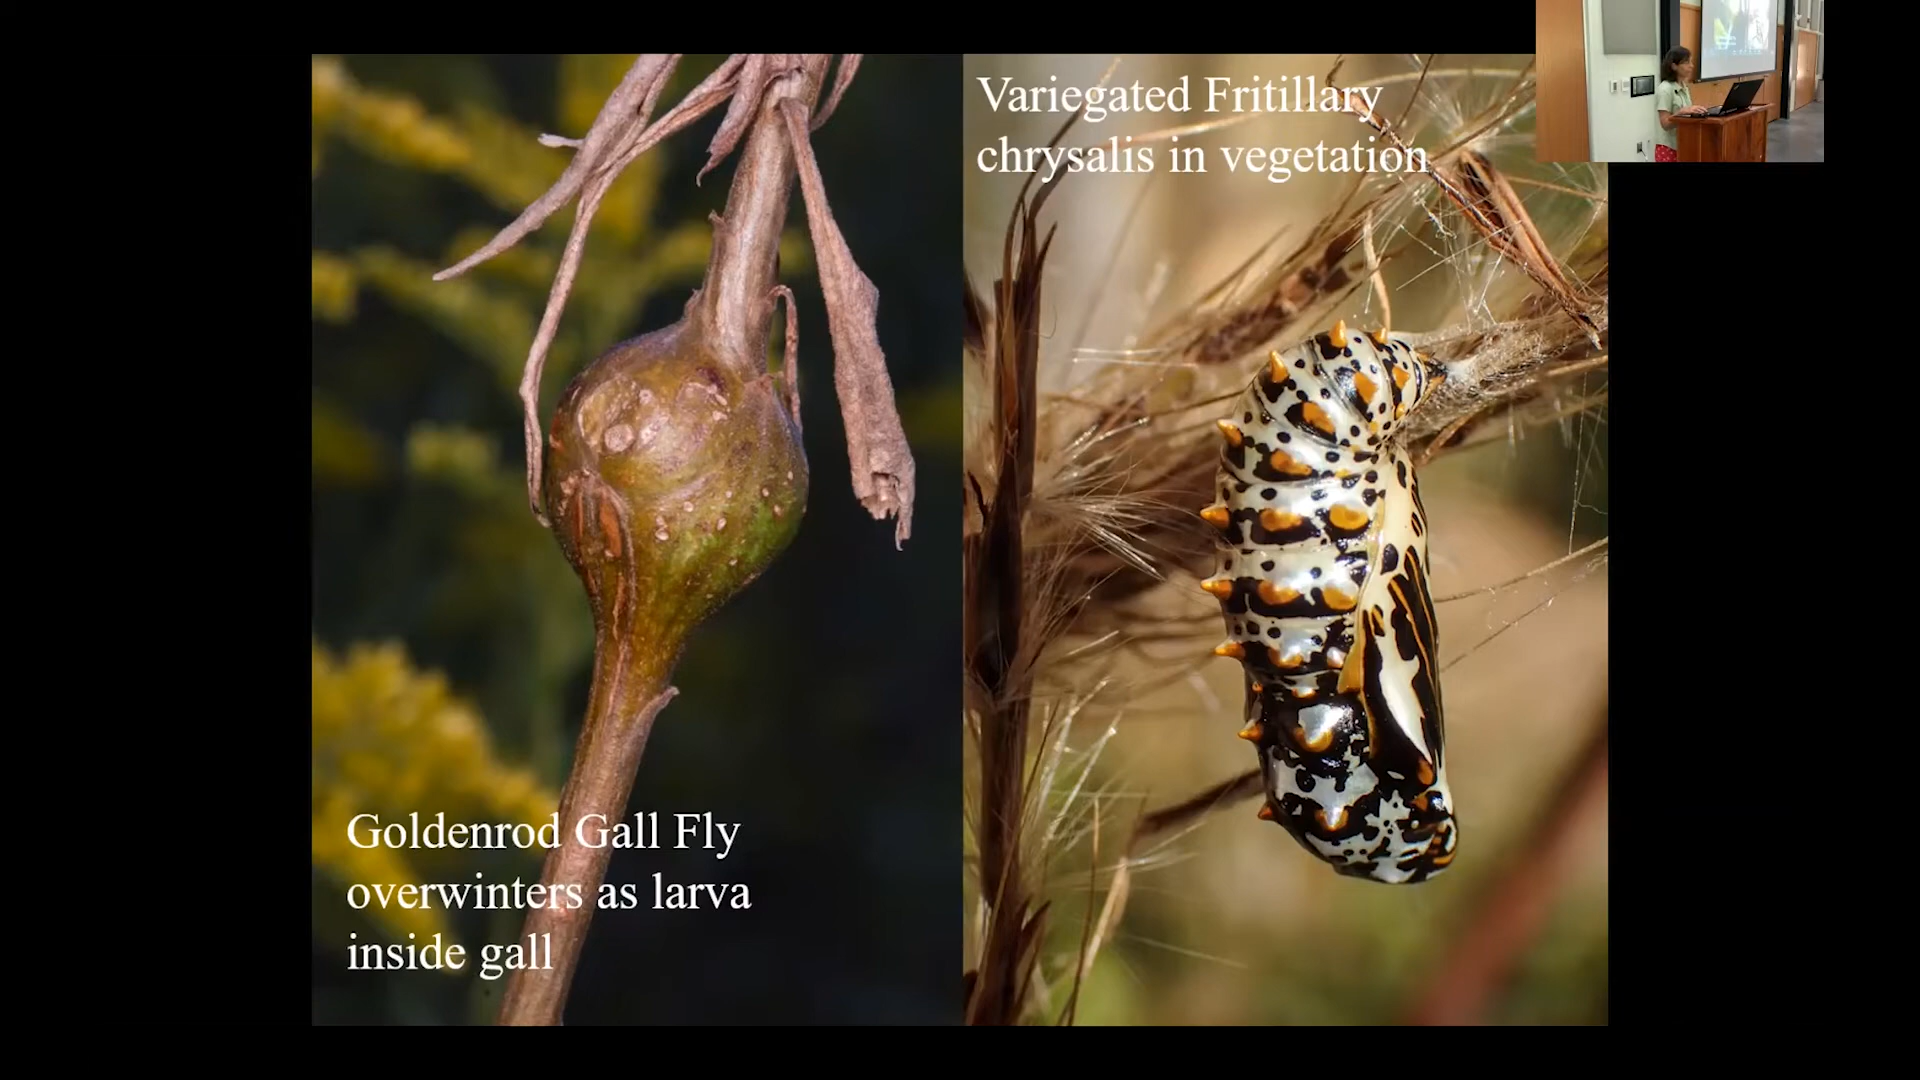 Variegated Fritillary
chrysalis in vegetation
Goldenrod Gall Fly
overwinters as larva
inside gall